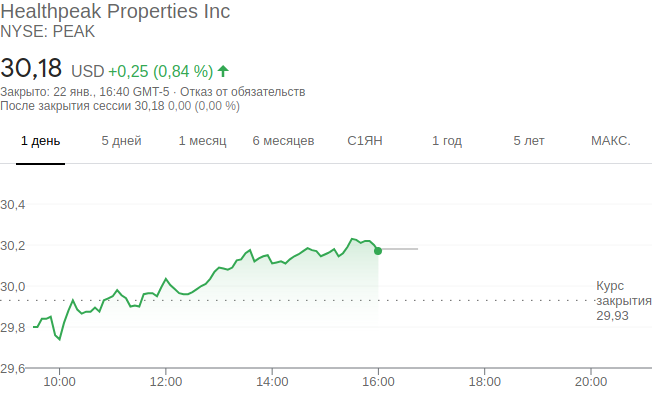 Healthpeak Properties Inc
NYSE: PEAK
30,18 USD +0,25 (0,84 %)
Закрыто: 22 янв., 16:40 GMT-5 · Отказ от обязательств
После закрытия сессии 30,18 0,00 (0,00 %)
1 день 5 дней 1 месяц 6 месяцев С1ЯН 1 год 5 лет МАКС.
30,4
30,2
30,0
Курс
закрытия
29,93
29,8
29,6
10:00 12:00 14:00 16:00 18:00 20:00